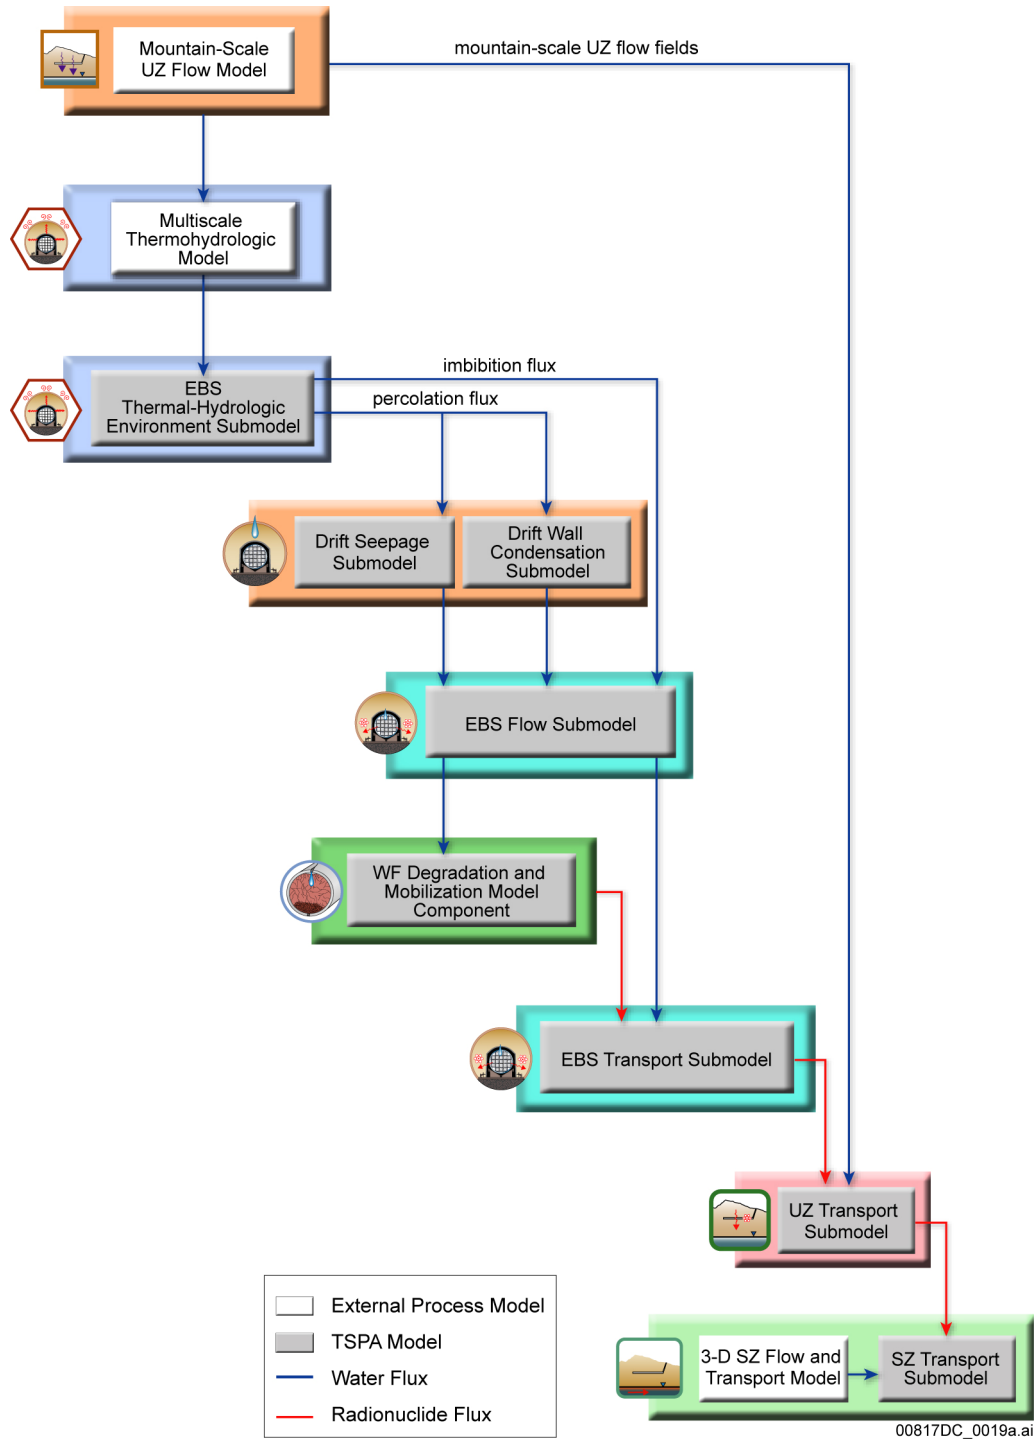 Mountain-Scale
UZ Flow Model
mountain-scale UZ flow fields
Multiscale
Thermohydrologic
Model
EBS
Thermal-Hydrologic
Environment Submodel
imbibition flux
percolation flux
Drift Seepage
Submodel
Drift Wall
Condensation
Submodel
EBS Flow Submodel
WF Degradation and
Mobilization Model
Component
EBS Transport Submodel
UZ Transport
Submodel
External Process Model
TSPA Model
Water Flux
Radionuclide Flux
3-D SZ Flow and
Transport Model
SZ Transport
Submodel
00817DC_0019a.ai